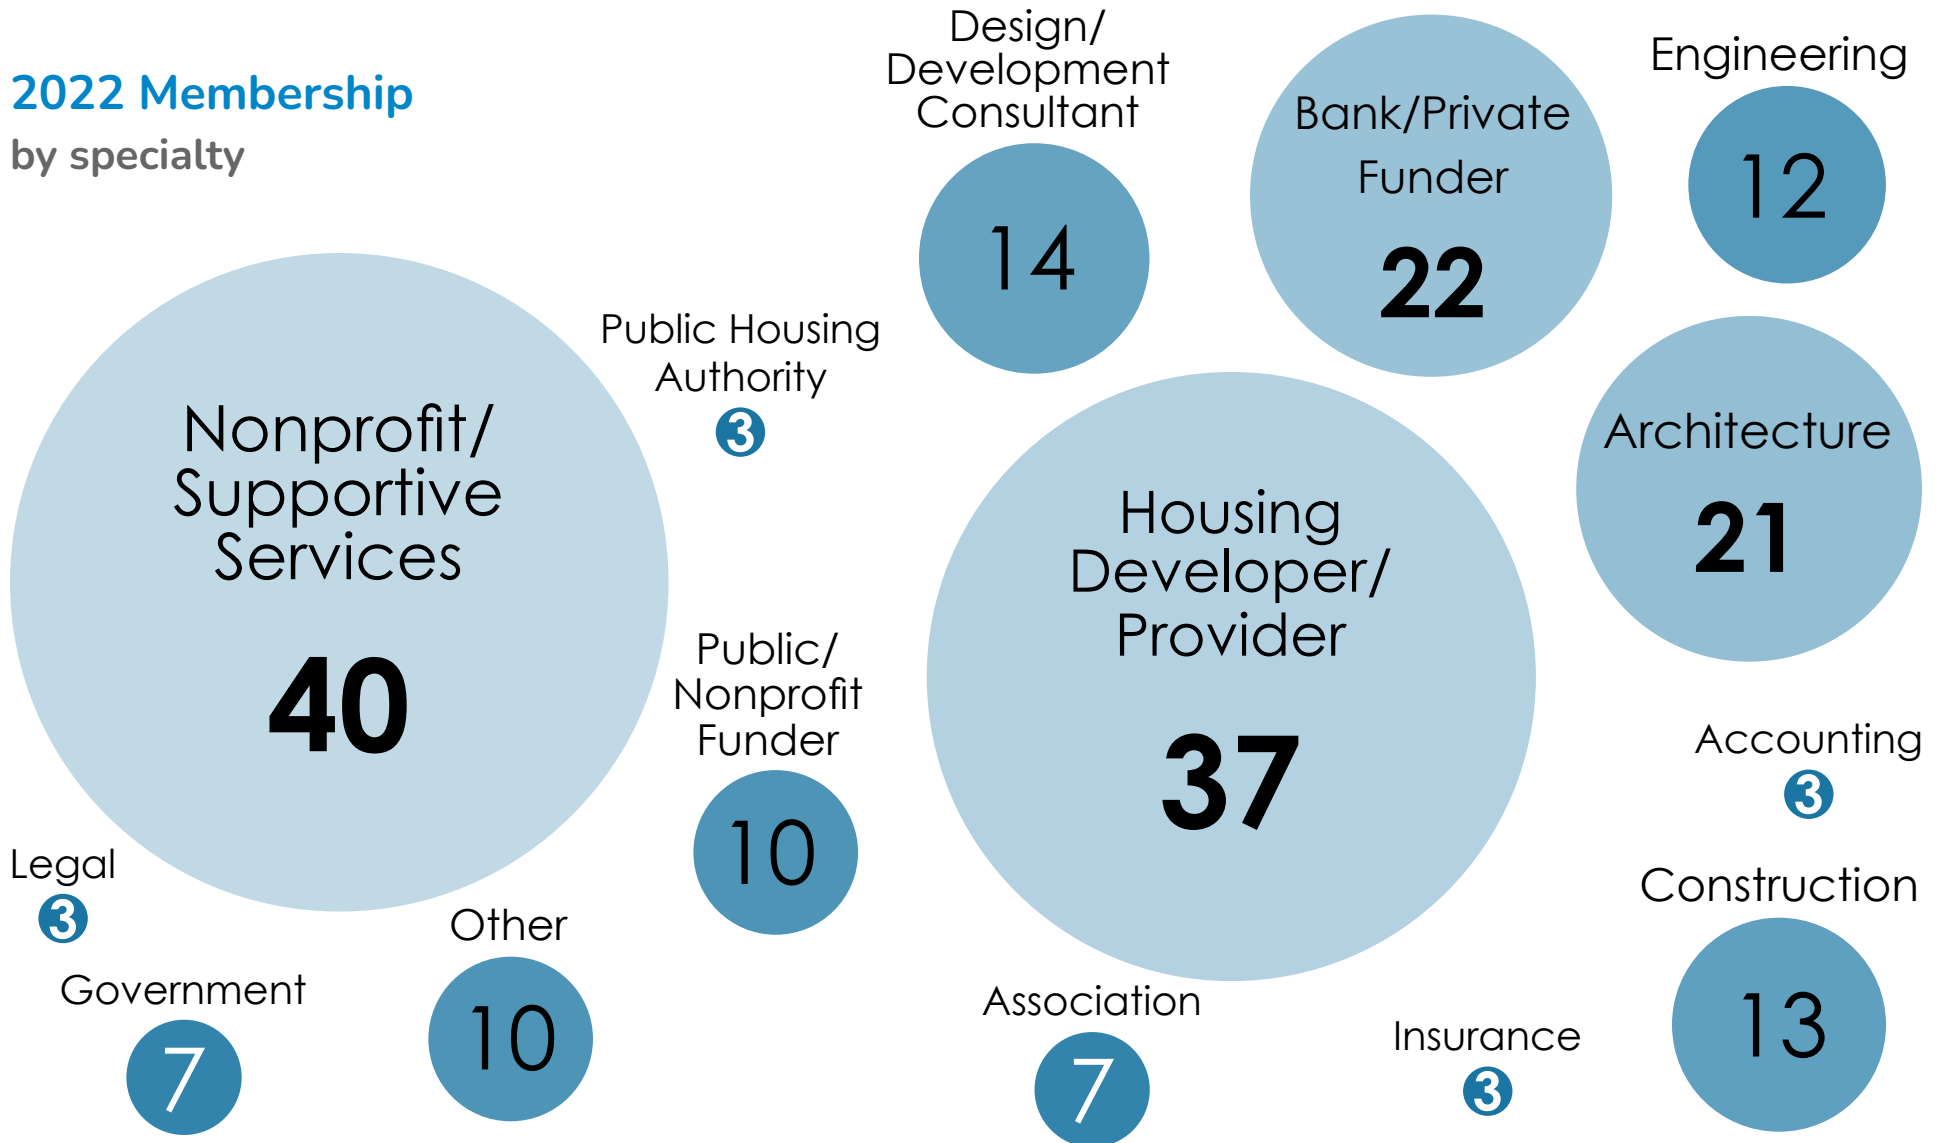 2022 Membership
by specialty
Design/
Development
Consultant
14
Bank/Private
Funder
22
Engineering
12
Nonprofit/
Supportive
Services
40
Public Housing
Authority
3
Housing
Developer/
Provider
37
Architecture
21
Public/
Nonprofit
Funder
10
Accounting
3
Legal
3
Other
10
Construction
13
Government
7
Association
7
Insurance
3